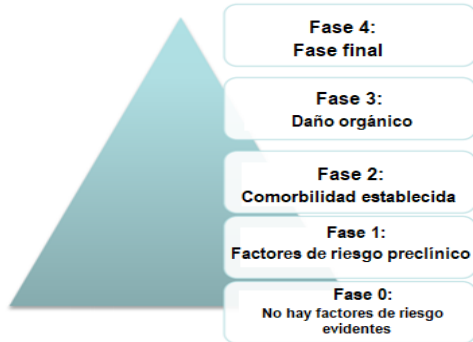 Fase 4:
Fase final
Fase 3:
Daño orgánico
Fase 2:
Comorbilidad establecida
Fase 1:
Factores de riesgo preclínico
Fase 0:
No hay factores de riesgo
evidentes